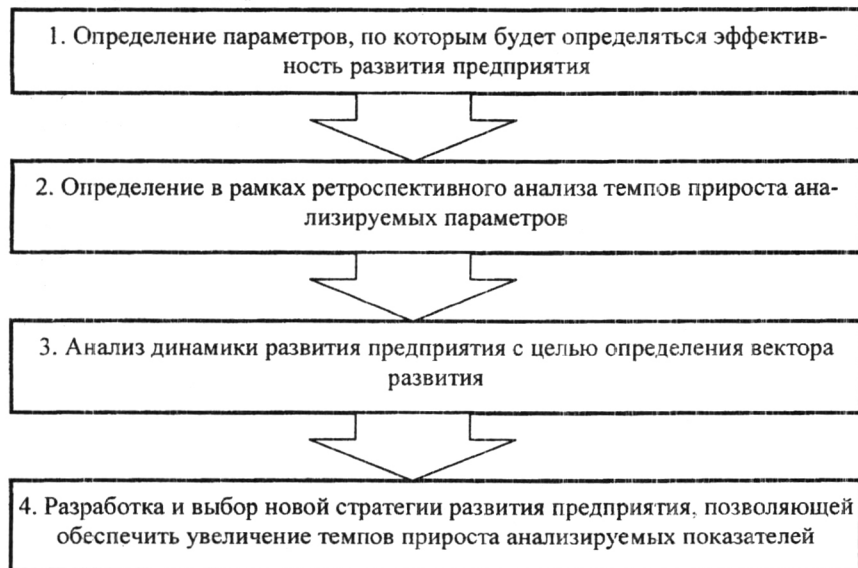 1. Определение параметров, по которым будет определяться эффектив-
ность развития предприятия
2. Определение в рамках ретроспективного анализа темпов прироста ана-
лизируемых параметров
3. Анализ динамики развития предприятия с целью определения вектора
развития
4. Разработка и выбор новой стратегии развития предприятия, позволяющей
обеспечить увеличение темпов прироста анализируемых показателей